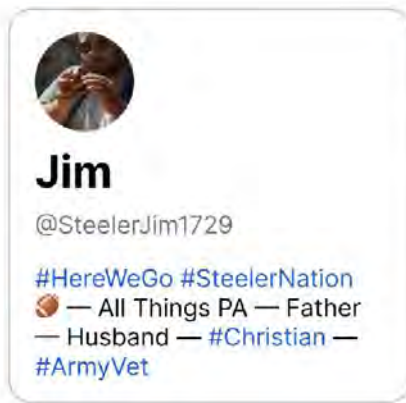 Jim
@SteelerJim1729
#HereWeGo #SteelerNation
🏈 — All Things PA — Father
— Husband — #Christian —
#ArmyVet